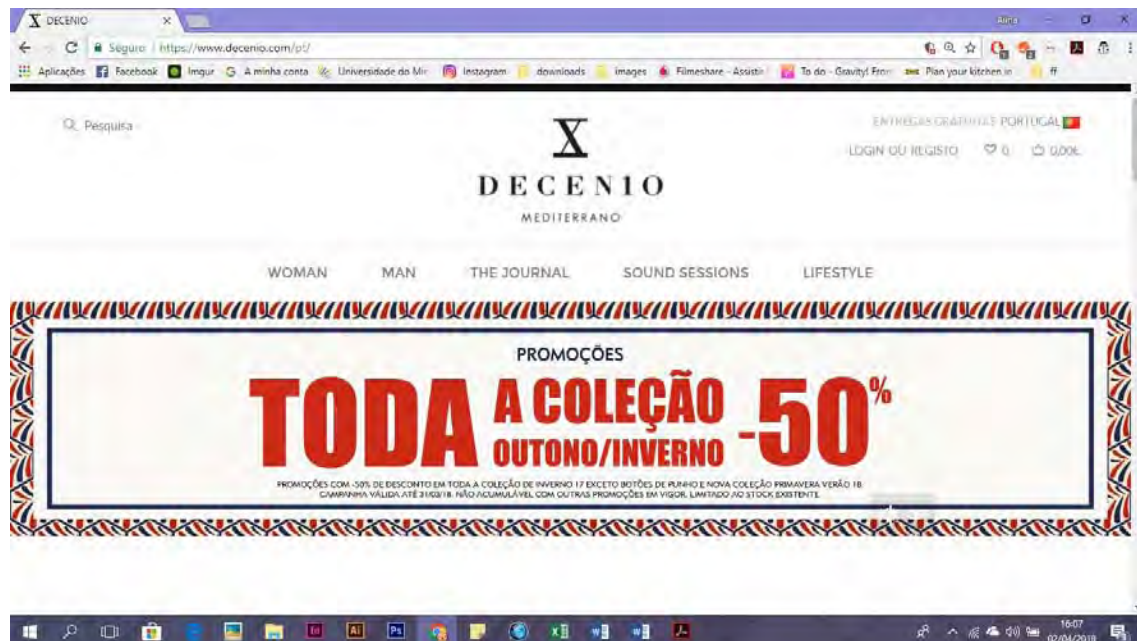 DECENIO
Seguro | https://www.decenio.com/pt/
Aplicações Facebook Imgur A minha conta Universidade do Min Instagram downloads images Filmeshare - Assistir To do - Gravity! From Plan your kitchen in ff
Pesquisa
ENTREGAS GRATUITAS PORTUGAL
LOGIN OU REGISTO 0 0,00€
X
DECEN1O
MEDITERRANO
WOMAN MAN THE JOURNAL SOUND SESSIONS LIFESTYLE
PROMOÇÕES
TODA A COLEÇÃO OUTONO/INVERNO -50%
PROMOÇÕES COM -50% DE DESCONTO EM TODA A COLEÇÃO DE INVERNO 17 EXCETO BOTÕES DE PUNHO E NOVA COLEÇÃO PRIMAVERA VERÃO 18.
CAMPANHA VÁLIDA ATÉ 31/03/18. NÃO ACUMULÁVEL COM OUTRAS PROMOÇÕES EM VIGOR. LIMITADO AO STOCK EXISTENTE.
16:07
02/04/2018